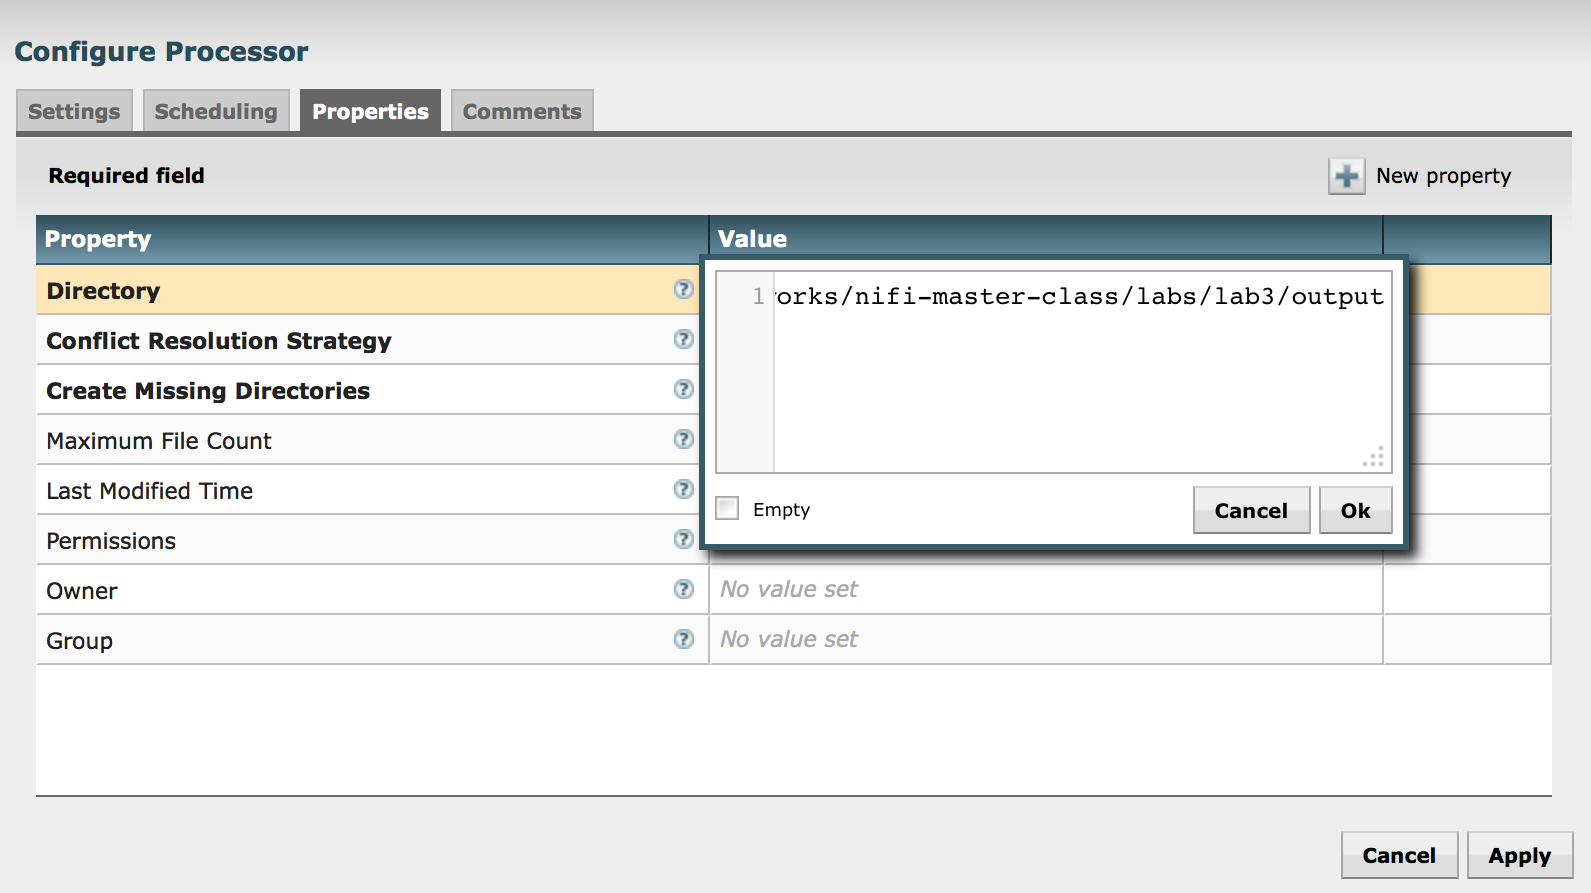 Configure Processor
Settings Scheduling Properties Comments
Required field
New property
Property Value
Directory ?
1 orks/nifi-master-class/labs/lab3/output
Conflict Resolution Strategy ?
Create Missing Directories ?
Maximum File Count ?
Last Modified Time ?
Empty Cancel Ok
Permissions ?
Owner ? No value set
Group ? No value set
Cancel Apply